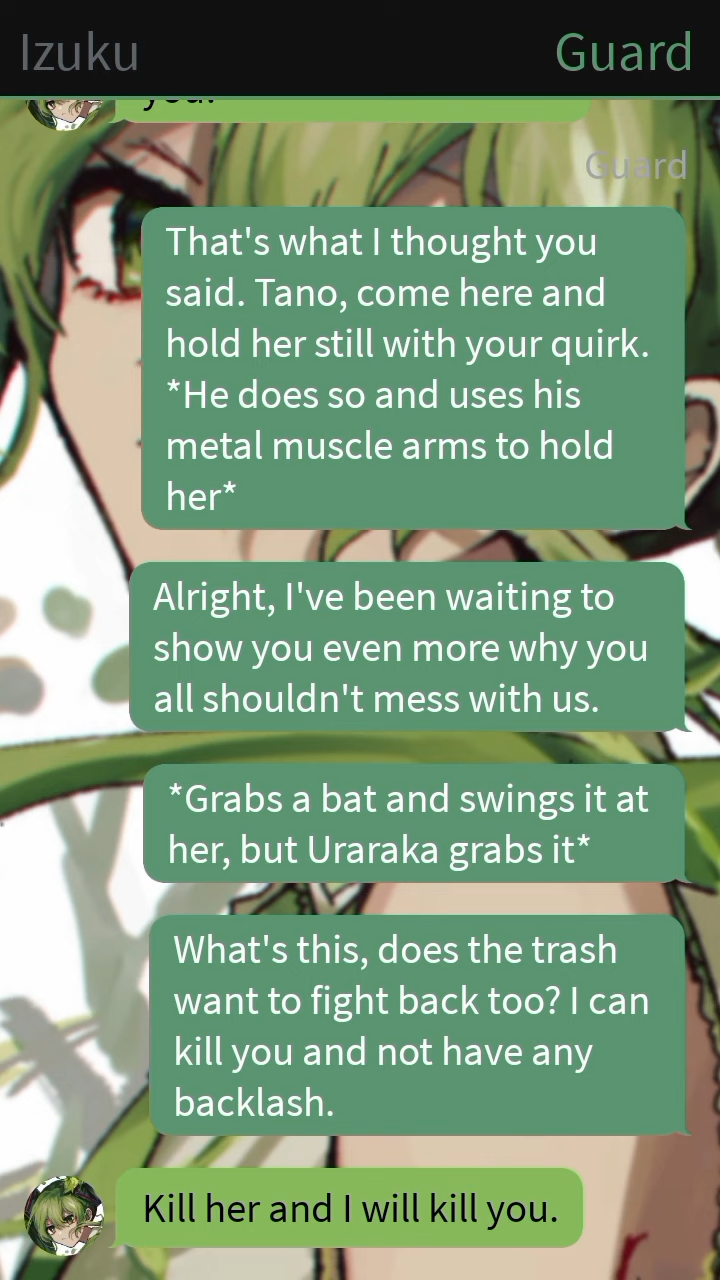 Izuku
Guard
you.
Guard
That's what I thought you
said. Tano, come here and
hold her still with your quirk.
*He does so and uses his
metal muscle arms to hold
her*
Alright, I've been waiting to
show you even more why you
all shouldn't mess with us.
*Grabs a bat and swings it at
her, but Uraraka grabs it*
What's this, does the trash
want to fight back too? I can
kill you and not have any
backlash.
Kill her and I will kill you.